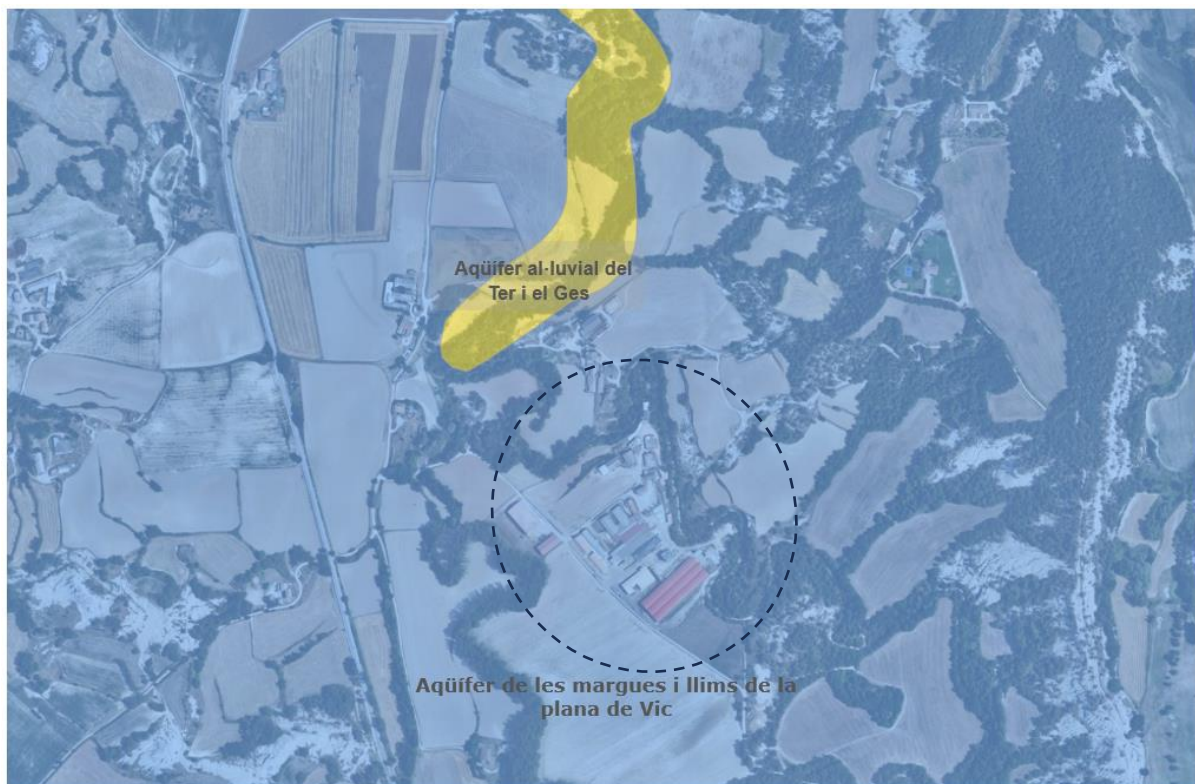 Aqüífer al·luvial del
Ter i el Ges
Aqüífer de les margues i llims de la
plana de Vic